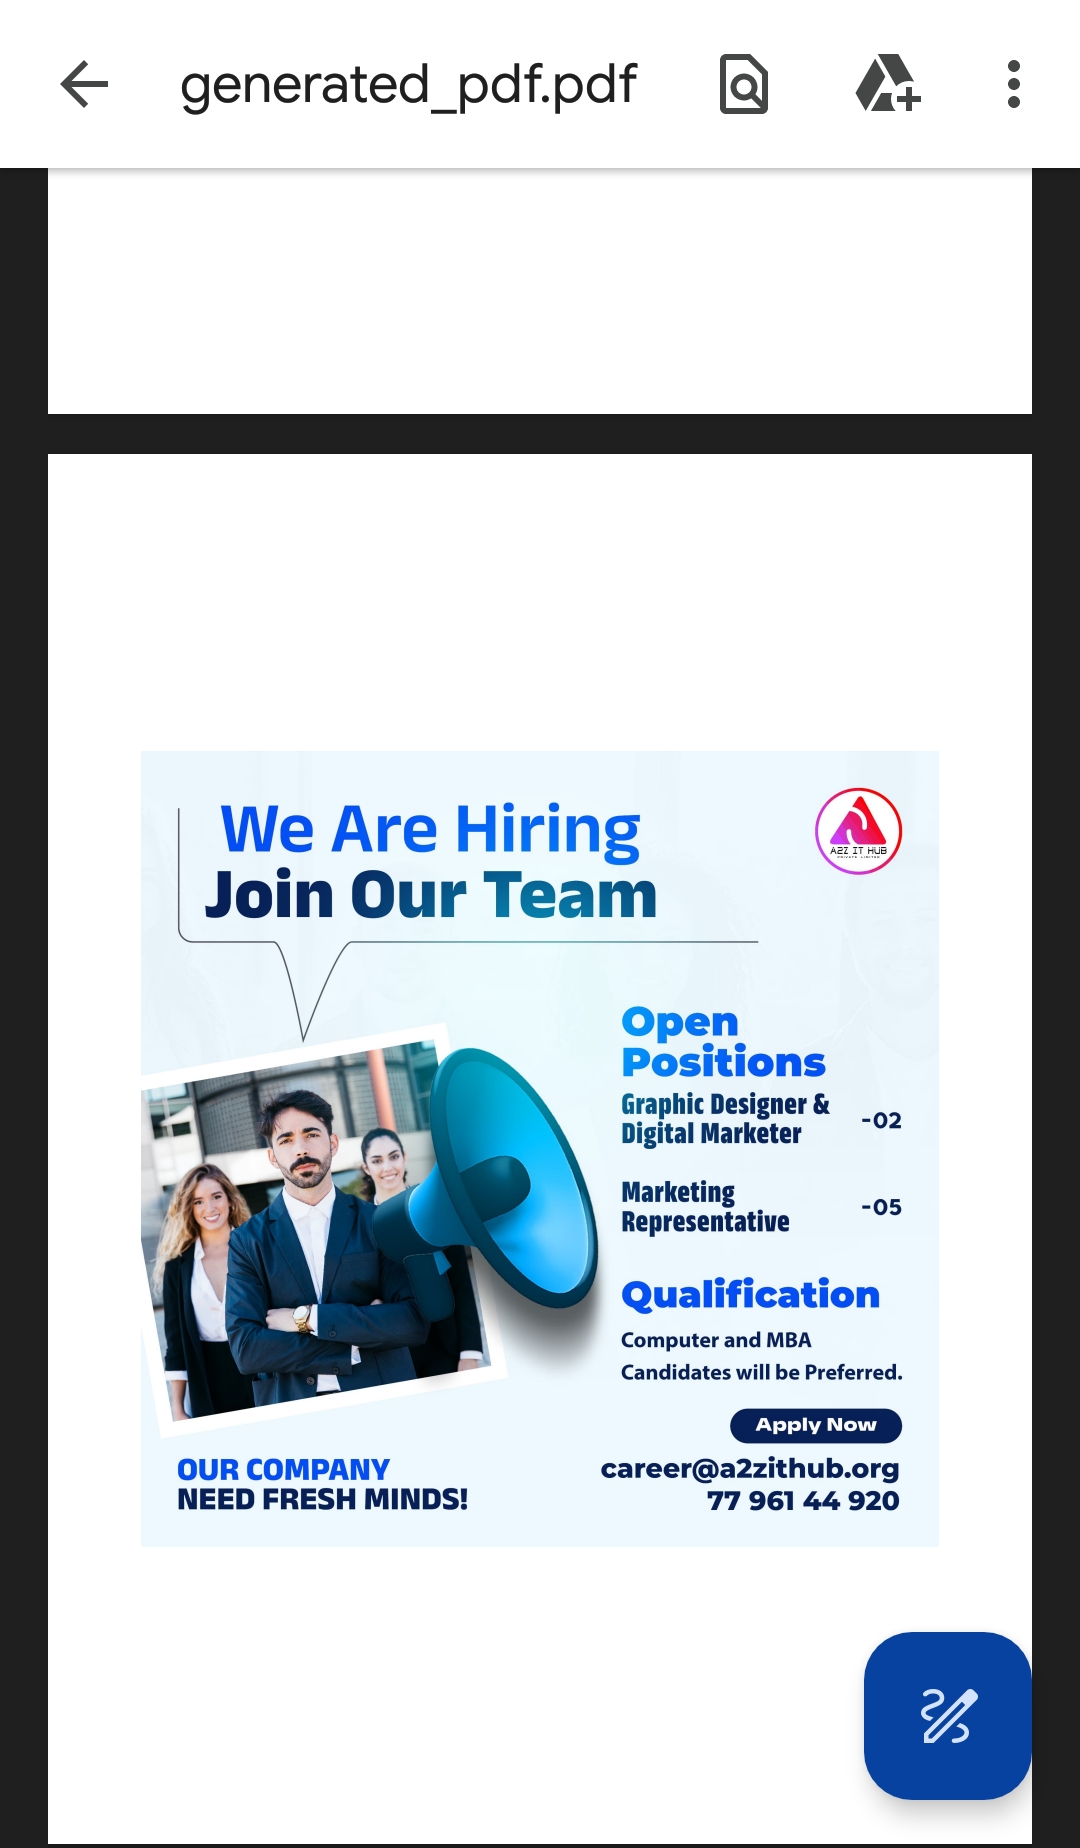 generated_pdf.pdf
We Are Hiring
Join Our Team
A2Z IT HUB
PRIVATE LIMITED
Open
Positions
Graphic Designer &
Digital Marketer
-02
Marketing
Representative
-05
Qualification
Computer and MBA
Candidates will be Preferred.
Apply Now
career@a2zithub.org
77 961 44 920
OUR COMPANY
NEED FRESH MINDS!